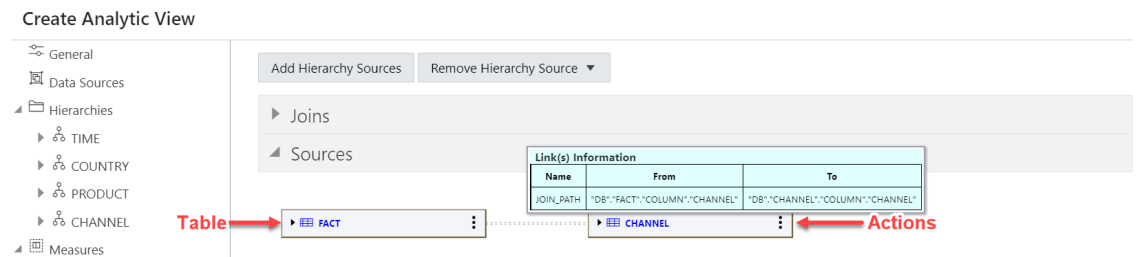 Create Analytic View
General
Data Sources
Hierarchies
TIME
COUNTRY
PRODUCT
CHANNEL
Measures
Add Hierarchy Sources
Remove Hierarchy Source
Joins
Sources
Link(s) Information
Name From To
JOIN_PATH "DB"."FACT"."COLUMN"."CHANNEL" "DB"."CHANNEL"."COLUMN"."CHANNEL"
Table
FACT
CHANNEL
Actions